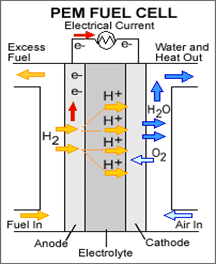 PEM FUEL CELL
Electrical Current
e- e-
Excess
Fuel
Water and
Heat Out
e-
e-
H+
H2O
H+
H2
H+
O2
H+
Fuel In
Air In
Anode
Cathode
Electrolyte